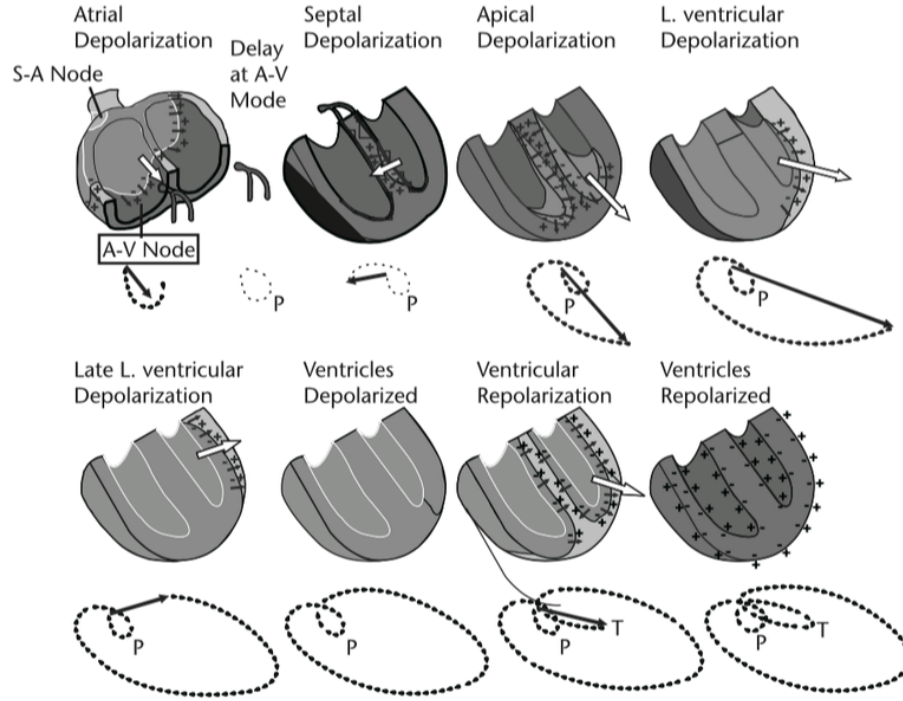 Atrial
Depolarization
S-A Node
Delay
at A-V
Mode
A-V Node
P
Septal
Depolarization
P
Apical
Depolarization
P
L. ventricular
Depolarization
P
Late L. ventricular
Depolarization
P
Ventricles
Depolarized
P
Ventricular
Repolarization
P
T
Ventricles
Repolarized
P
T